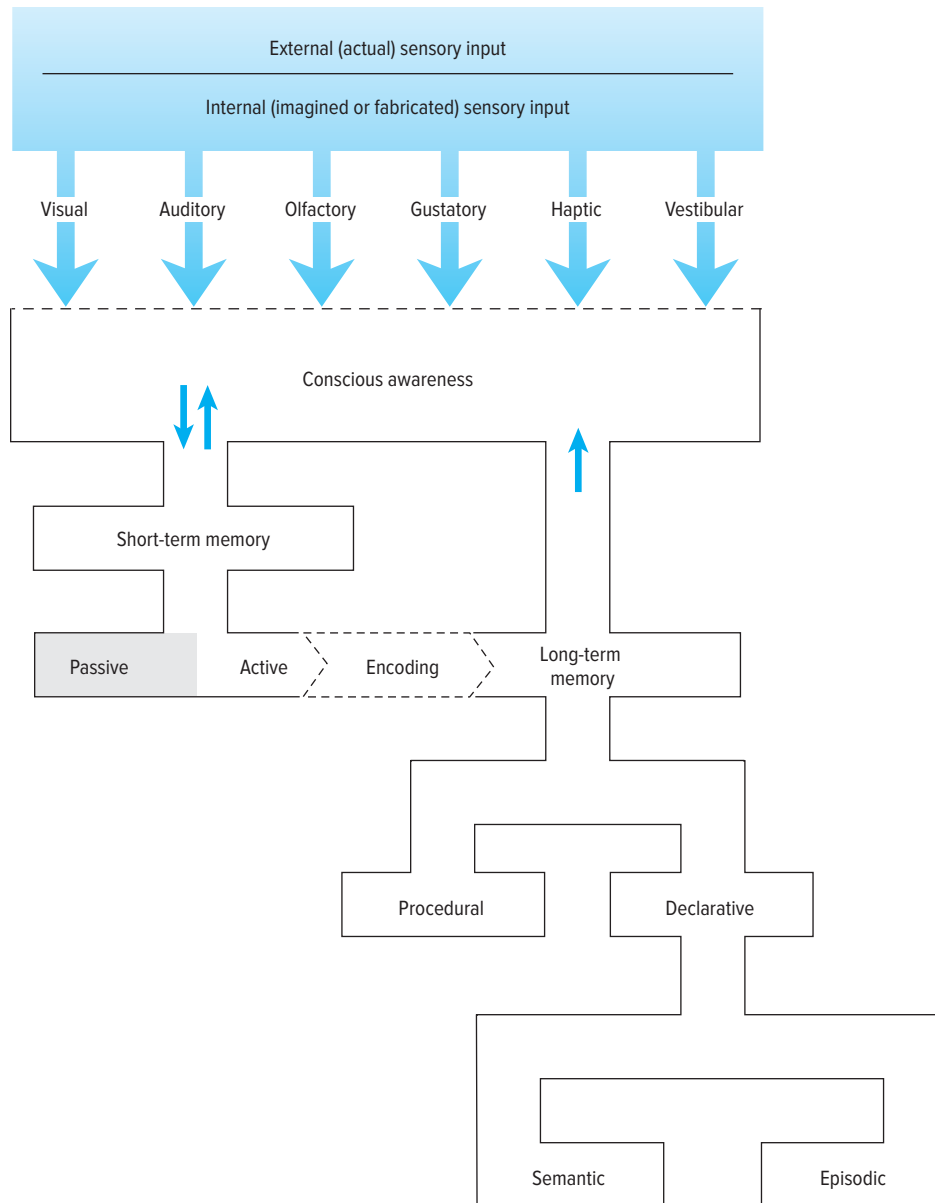 External (actual) sensory input
Internal (imagined or fabricated) sensory input
Visual Auditory Olfactory Gustatory Haptic Vestibular
Conscious awareness
Short-term memory
Passive Active Encoding Long-term
memory
Procedural Declarative
Semantic Episodic